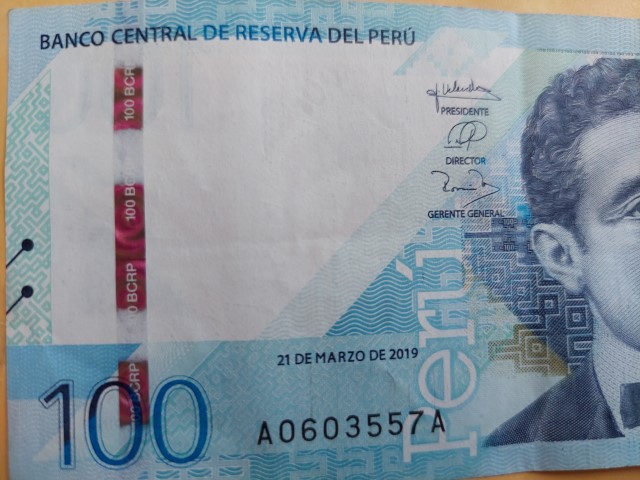 BANCO CENTRAL DE RESERVA DEL PERÚ
PRESIDENTE
DIRECTOR
GERENTE GENERAL
100 BCRP
100 BCRP
100 BCRP
100 BCRP
21 DE MARZO DE 2019
100
A0603557A
Perú